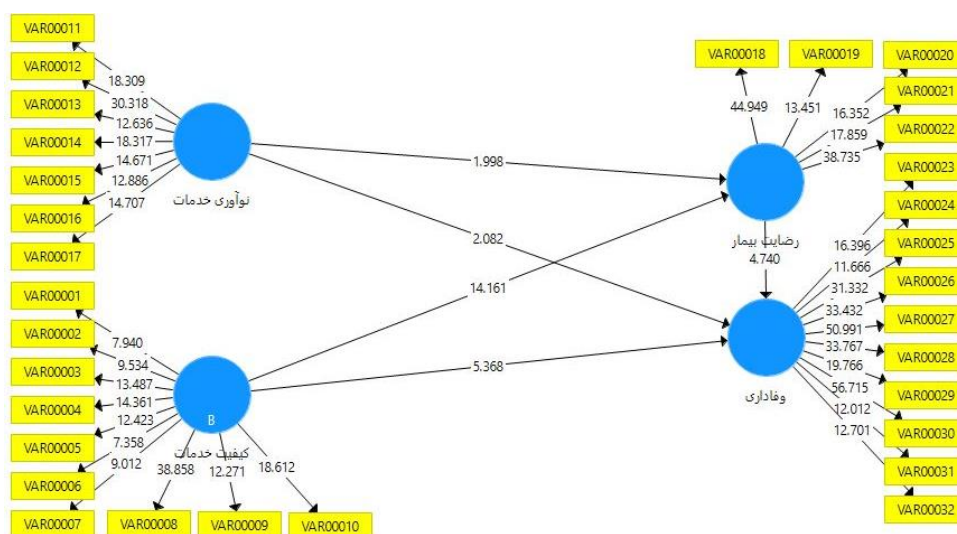 VAR00011
VAR00012
VAR00013
VAR00014
VAR00015
VAR00016
VAR00017
18.309
30.318
12.636
18.317
14.671
12.886
14.707
نوآوری خدمات
VAR00001
VAR00002
VAR00003
VAR00004
VAR00005
VAR00006
VAR00007
7.940
9.534
13.487
14.361
12.423
7.358
9.012
B
کیفیت خدمات
38.858
12.271
18.612
VAR00008
VAR00009
VAR00010
1.998
2.082
14.161
5.368
VAR00018
VAR00019
VAR00020
VAR00021
VAR00022
44.949
13.451
16.352
17.859
38.735
رضایت بیمار
4.740
VAR00023
VAR00024
VAR00025
VAR00026
VAR00027
VAR00028
VAR00029
VAR00030
VAR00031
VAR00032
16.396
11.666
31.332
33.432
50.991
33.767
19.766
56.715
12.012
12.701
وفاداری